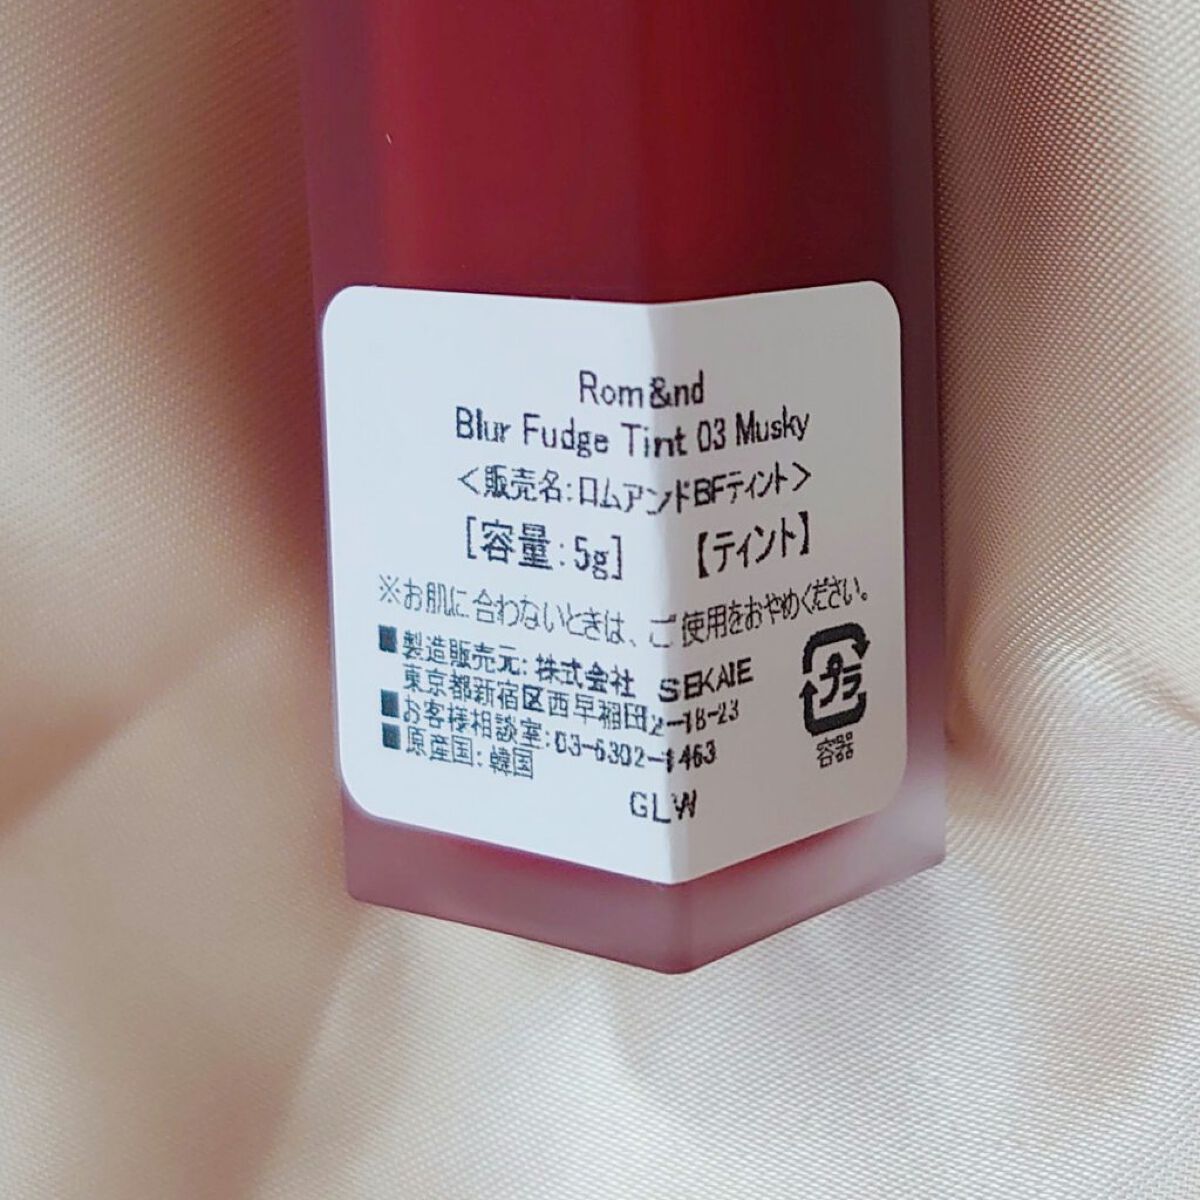 Rom&nd
Blur Fudge Tint 03 Musky
＜販売名：ロムアンドBFティント＞
［容量：5g］ 【ティント】
※お肌に合わないときは、ご使用をおやめください。
■製造販売元：株式会社 SEKAIE
東京都新宿区西早稲田2-18-23
■お客様相談室：03-6302-1463
■原産国：韓国
プラ
容器
GLW